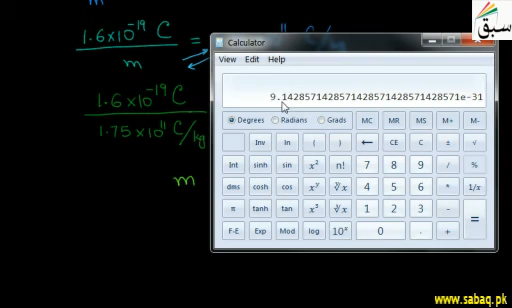 m
1.6×10⁻¹⁹ C
m
=
C/kg
سبق
Calculator
View Edit Help
9.1428571428571428571428571428571e-31
Degrees Radians Grads MC MR MS M+ M-
Inv ln ( ) ← CE C ± √
Int sinh sin x² n! 7 8 9 / %
dms cosh cos xʸ ʸ√x 4 5 6 * 1/x
π tanh tan x³ ³√x 1 2 3 - =
F-E Exp Mod log 10ˣ 0 . +
1.6×10⁻¹⁹ C
1.75×10¹¹ C/kg
m
www.sabaq.pk